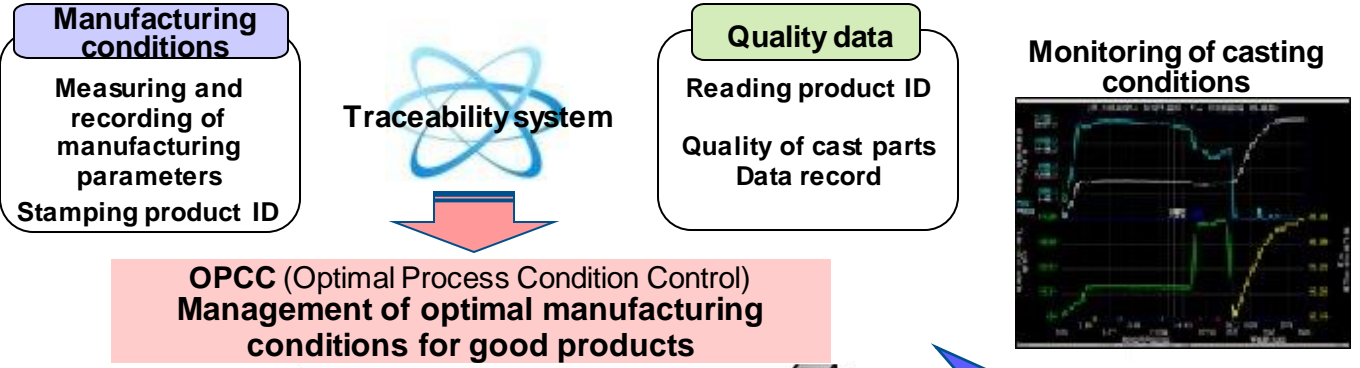 Manufacturing
conditions
Measuring and
recording of
manufacturing
parameters
Stamping product ID
Traceability system
Quality data
Reading product ID
Quality of cast parts
Data record
Monitoring of casting
conditions
OPCC (Optimal Process Condition Control)
Management of optimal manufacturing
conditions for good products